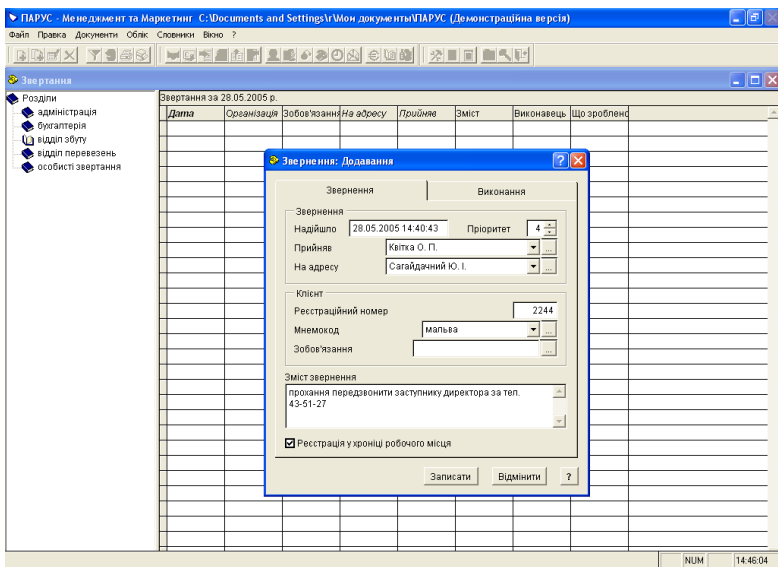 ПАРУС - Менеджмент та Маркетинг C:\Documents and Settings\r\Мои документы\ПАРУС (Демонстраційна версія)
Файл Правка Документи Облік Словники Вікно ?
Звертання
Розділи
адміністрація
бухгалтерія
відділ збуту
відділ перевезень
особисті звертання
Звертання за 28.05.2005 р.
Дата Організація Зобов'язання На адресу Прийняв Зміст Виконавець Що зроблено
Звернення: Додавання
Звернення Виконання
Звернення
Надійшло 28.05.2005 14:40:43 Пріоритет 4
Прийняв Квітка О. П. ...
На адресу Сагайдачний Ю. І. ...
Клієнт
Реєстраційний номер 2244
Мнемокод мальва ...
Зобов'язання ...
Зміст звернення
прохання передзвонити заступнику директора за тел.
43-51-27
Реєстрація у хроніці робочого місця
Записати Відмінити ?
NUM 14:46:04